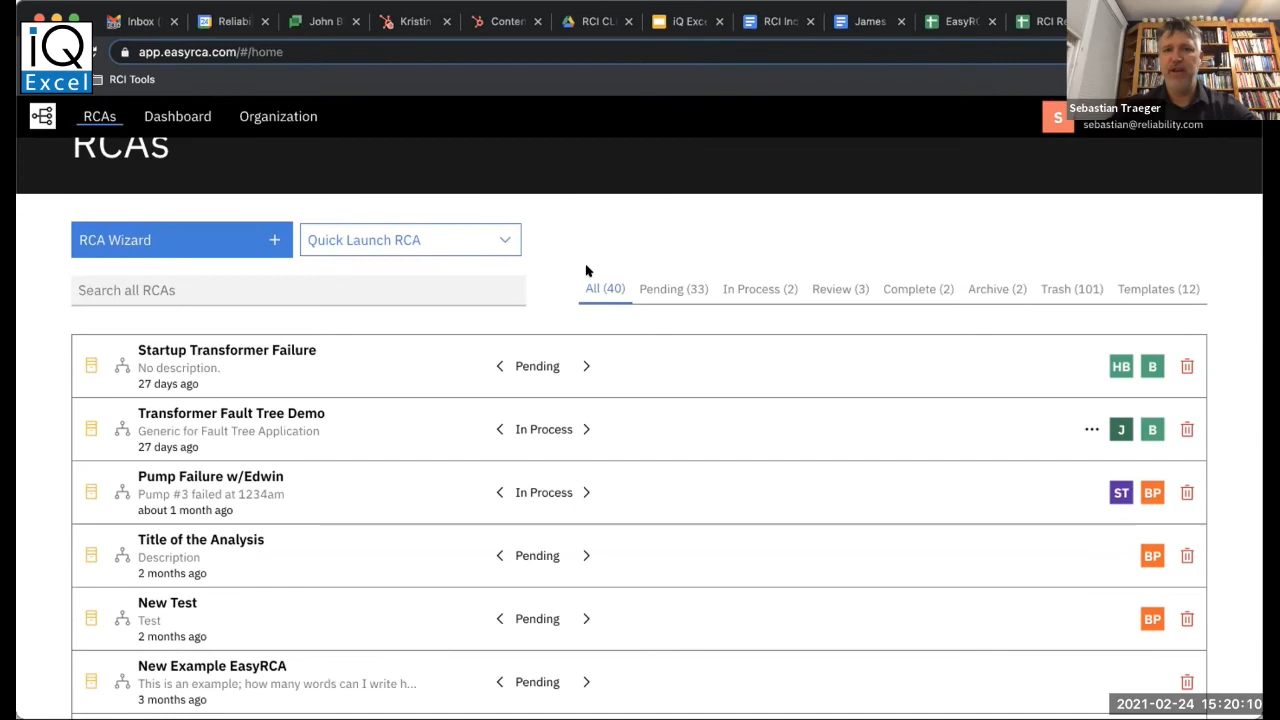 Inbox (
Reliabi
John B
Kristin
Conten
RCI CL
iQ Exce
RCI Inc
James
EasyRC
RCI Re
iQ
Excel
app.easyrca.com/#/home
RCI Tools
Sebastian Traeger
RCAs
Dashboard
Organization
S
sebastian@reliability.com
RCAs
RCA Wizard +
Quick Launch RCA
Search all RCAs
All (40)
Pending (33)
In Process (2)
Review (3)
Complete (2)
Archive (2)
Trash (101)
Templates (12)
Startup Transformer Failure
No description.
27 days ago
Pending
HB
B
Transformer Fault Tree Demo
Generic for Fault Tree Application
27 days ago
In Process
J
B
Pump Failure w/Edwin
Pump #3 failed at 1234am
about 1 month ago
In Process
ST
BP
Title of the Analysis
Description
2 months ago
Pending
BP
New Test
Test
2 months ago
Pending
BP
New Example EasyRCA
This is an example; how many words can I write h...
3 months ago
Pending
2021-02-24 15:20:10